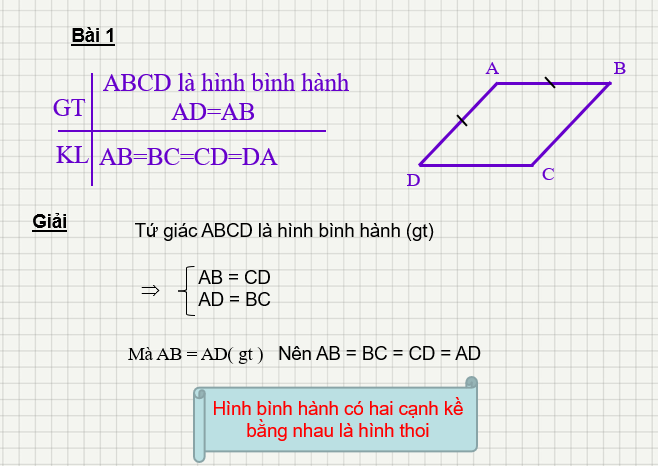 Bài 1
A B
ABCD là hình bình hành
GT AD=AB
KL AB=BC=CD=DA
D C
Giải
Tứ giác ABCD là hình bình hành (gt)
⇒ { AB = CD
AD = BC
Mà AB = AD( gt ) Nên AB = BC = CD = AD
Hình bình hành có hai cạnh kề
bằng nhau là hình thoi